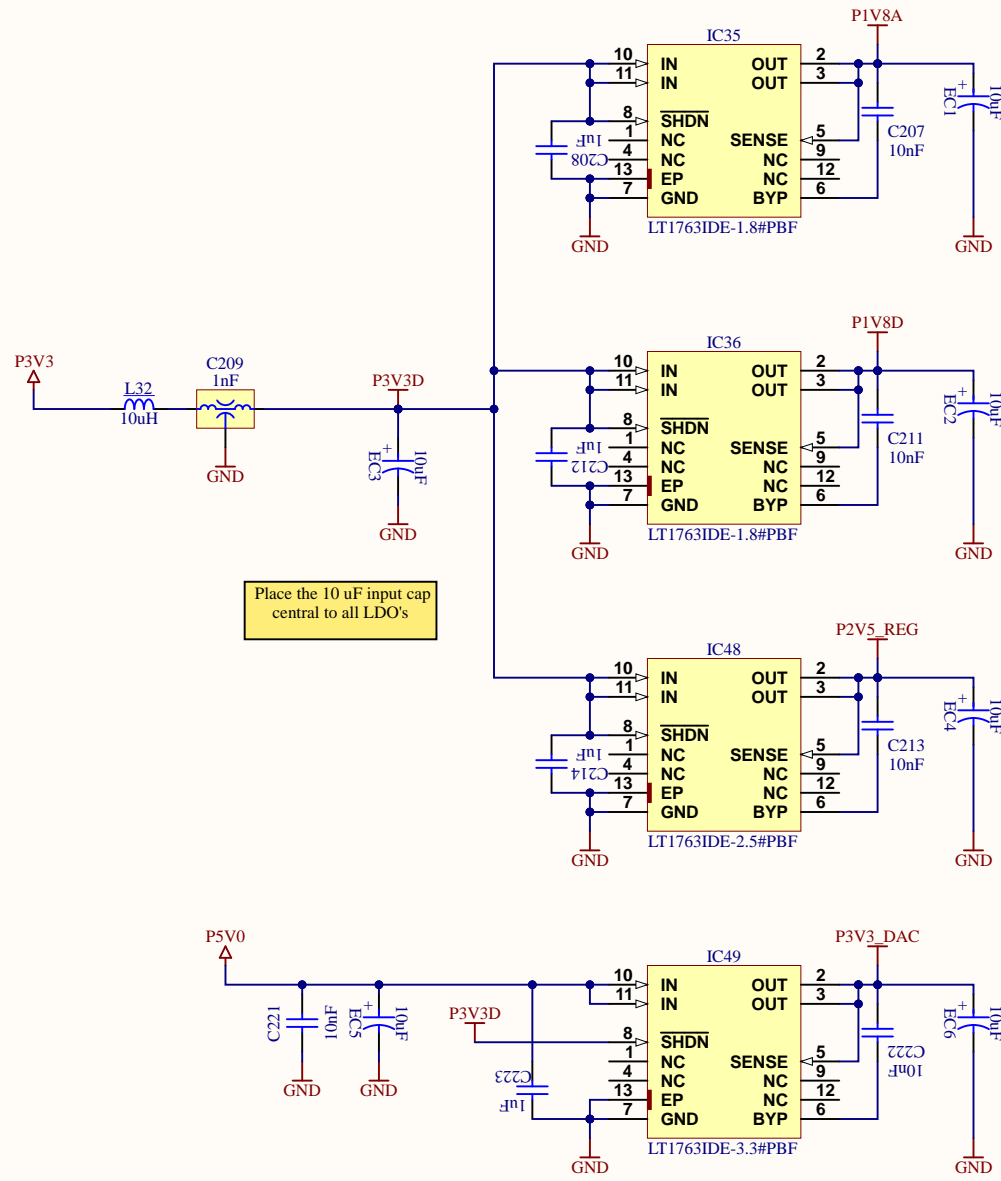 P1V8A
IC35
10
IN
OUT
2
11
IN
OUT
3
8
SHDN
1
NC
SENSE
5
4
NC
NC
9
13
EP
NC
12
7
GND
BYP
6
LT1763IDE-1.8#PBF
1uF
C208
GND
C207
10nF
+
EC1
10uF
GND
P3V3
L32
10uH
C209
1nF
GND
P3V3D
+
EC3
10uF
GND
P1V8D
IC36
10
IN
OUT
2
11
IN
OUT
3
8
SHDN
1
NC
SENSE
5
4
NC
NC
9
13
EP
NC
12
7
GND
BYP
6
LT1763IDE-1.8#PBF
1uF
C212
GND
C211
10nF
+
EC2
10uF
GND
Place the 10 uF input cap
central to all LDO's
P2V5_REG
IC48
10
IN
OUT
2
11
IN
OUT
3
8
SHDN
1
NC
SENSE
5
4
NC
NC
9
13
EP
NC
12
7
GND
BYP
6
LT1763IDE-2.5#PBF
1uF
C214
GND
C213
10nF
+
EC4
10uF
GND
P5V0
C221
10nF
GND
+
EC5
10uF
GND
P3V3D
C223
1uF
P3V3_DAC
IC49
10
IN
OUT
2
11
IN
OUT
3
8
SHDN
1
NC
SENSE
5
4
NC
NC
9
13
EP
NC
12
7
GND
BYP
6
LT1763IDE-3.3#PBF
GND
C222
10nF
+
EC6
10uF
GND